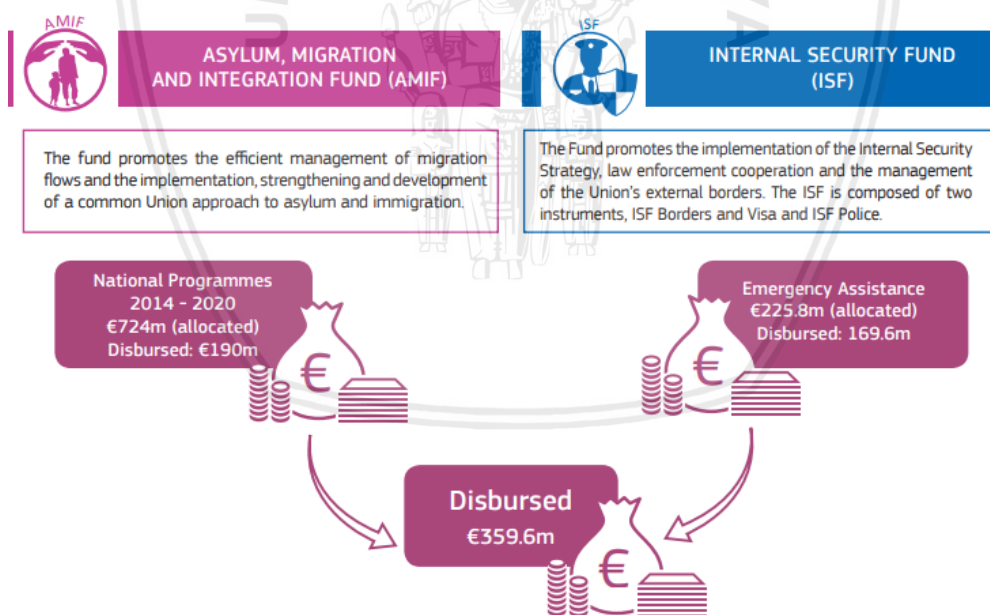 AMIF
ASYLUM, MIGRATION
AND INTEGRATION FUND (AMIF)
The fund promotes the efficient management of migration
flows and the implementation, strengthening and development
of a common Union approach to asylum and immigration.
ISF
INTERNAL SECURITY FUND
(ISF)
The Fund promotes the implementation of the Internal Security
Strategy, law enforcement cooperation and the management
of the Union's external borders. The ISF is composed of two
instruments, ISF Borders and Visa and ISF Police.
National Programmes
2014 - 2020
€724m (allocated)
Disbursed: €190m
€
Emergency Assistance
€225.8m (allocated)
Disbursed: 169.6m
€
Disbursed
€359.6m
€